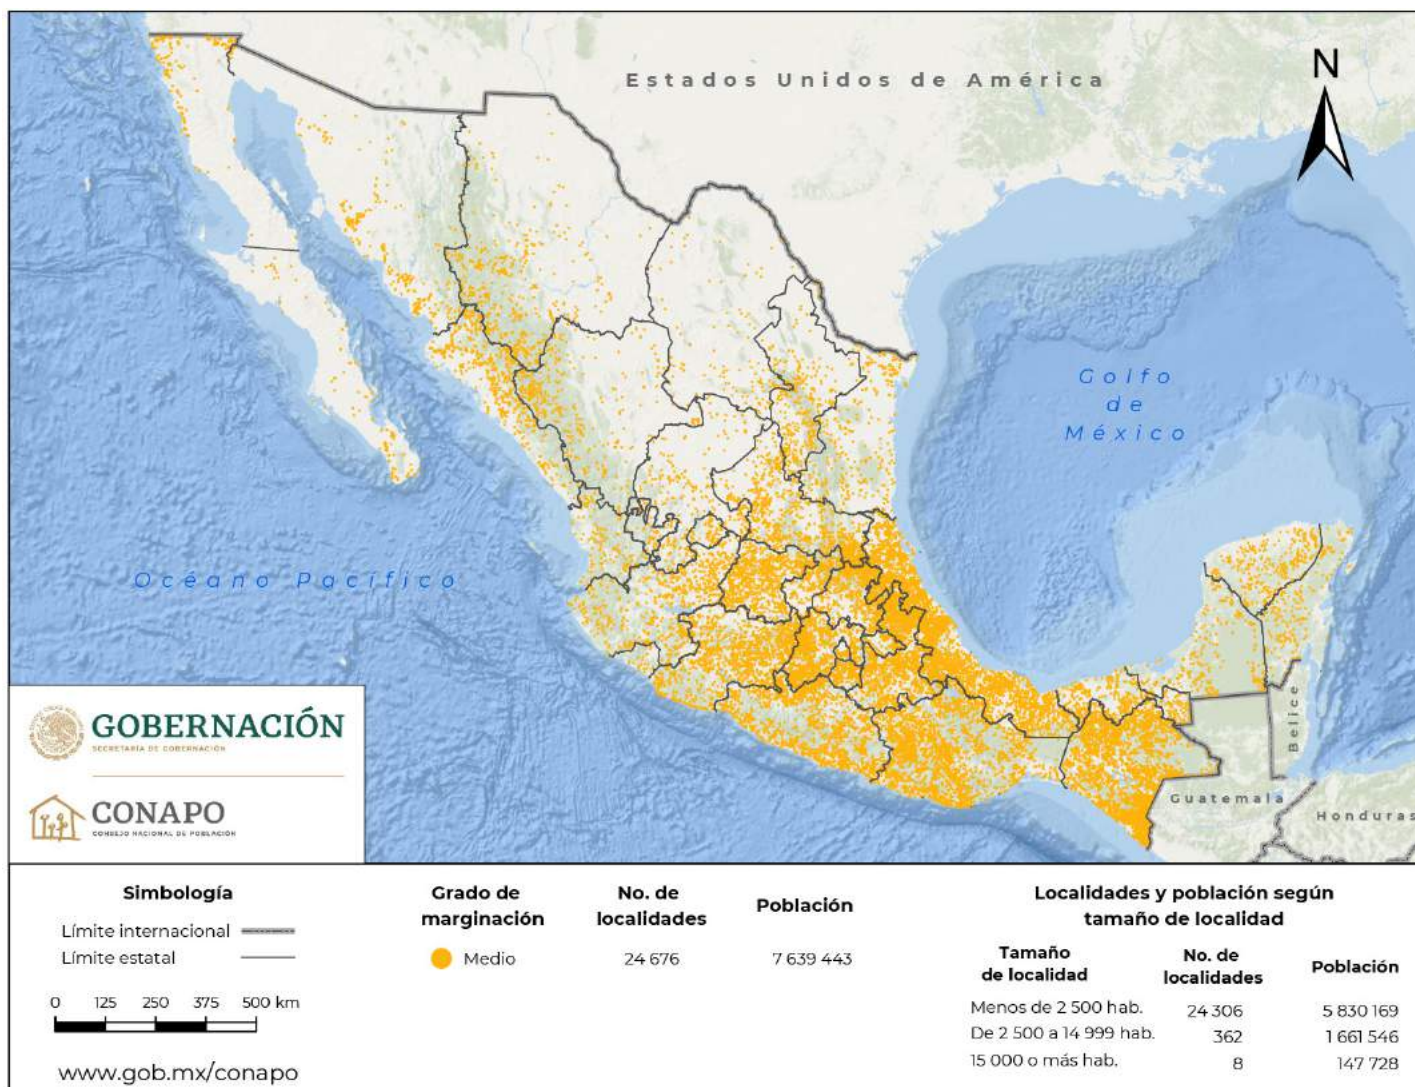 Estados Unidos de América
N
Golfo
de
México
Océano Pacífico
Belice
Guatemala
Honduras
GOBERNACIÓN
SECRETARÍA DE GOBERNACIÓN
CONAPO
CONSEJO NACIONAL DE POBLACIÓN
Simbología
Límite internacional
Límite estatal
0 125 250 375 500 km
www.gob.mx/conapo
Grado de marginación No. de localidades Población
Medio 24 676 7 639 443
Localidades y población según
tamaño de localidad
Tamaño de localidad No. de localidades Población
Menos de 2 500 hab. 24 306 5 830 169
De 2 500 a 14 999 hab. 362 1 661 546
15 000 o más hab. 8 147 728